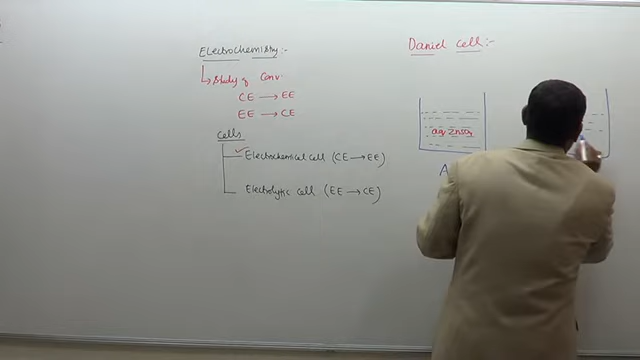 Electrochemistry:-
Study of Conv.
CE → EE
EE → CE
Cells
Electrochemical cell (CE → EE)
Electrolytic cell (EE → CE)
Daniel cell:-
aq ZnSO4
A